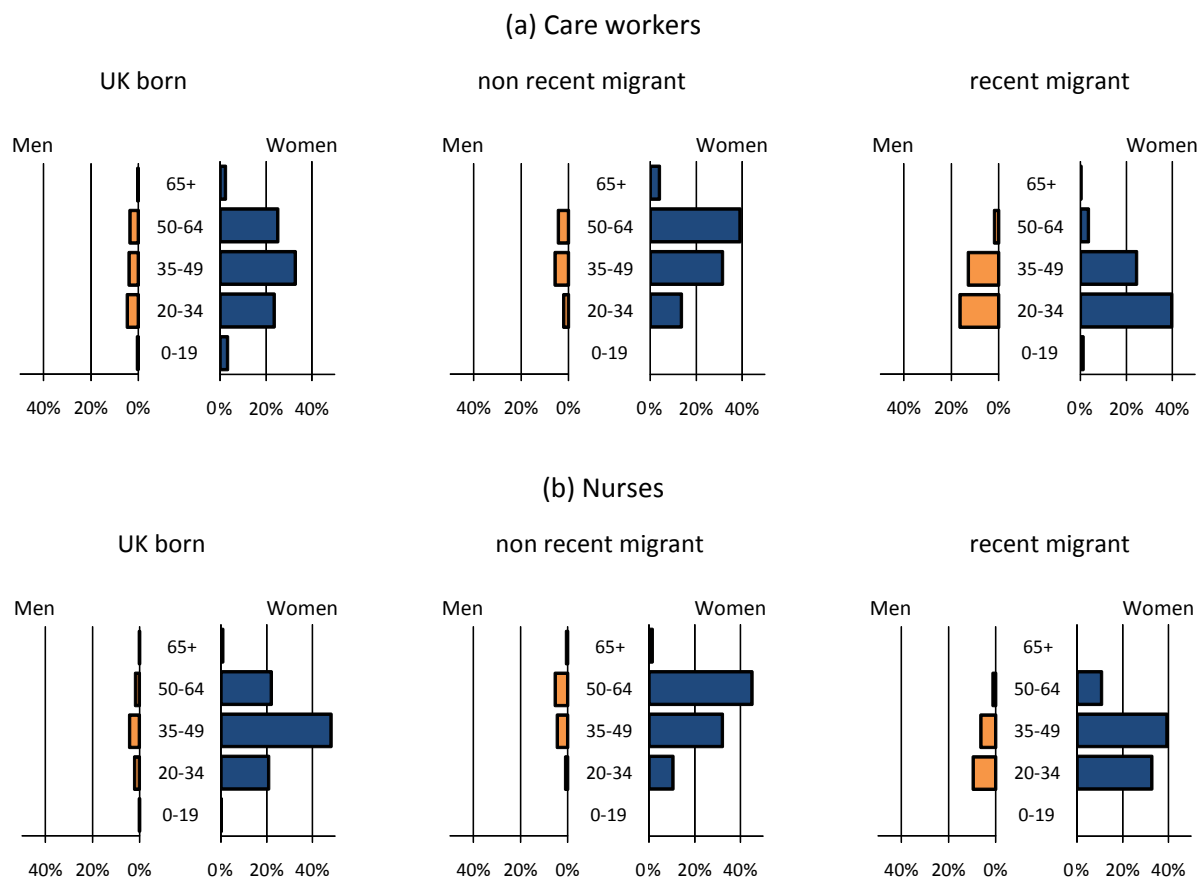 (a) Care workers
UK born non recent migrant recent migrant
Men Women Men Women Men Women
65+ 65+ 65+
50-64 50-64 50-64
35-49 35-49 35-49
20-34 20-34 20-34
0-19 0-19 0-19
40% 20% 0% 0% 20% 40% 40% 20% 0% 0% 20% 40% 40% 20% 0% 0% 20% 40%
(b) Nurses
UK born non recent migrant recent migrant
Men Women Men Women Men Women
65+ 65+ 65+
50-64 50-64 50-64
35-49 35-49 35-49
20-34 20-34 20-34
0-19 0-19 0-19
40% 20% 0% 0% 20% 40% 40% 20% 0% 0% 20% 40% 40% 20% 0% 0% 20% 40%